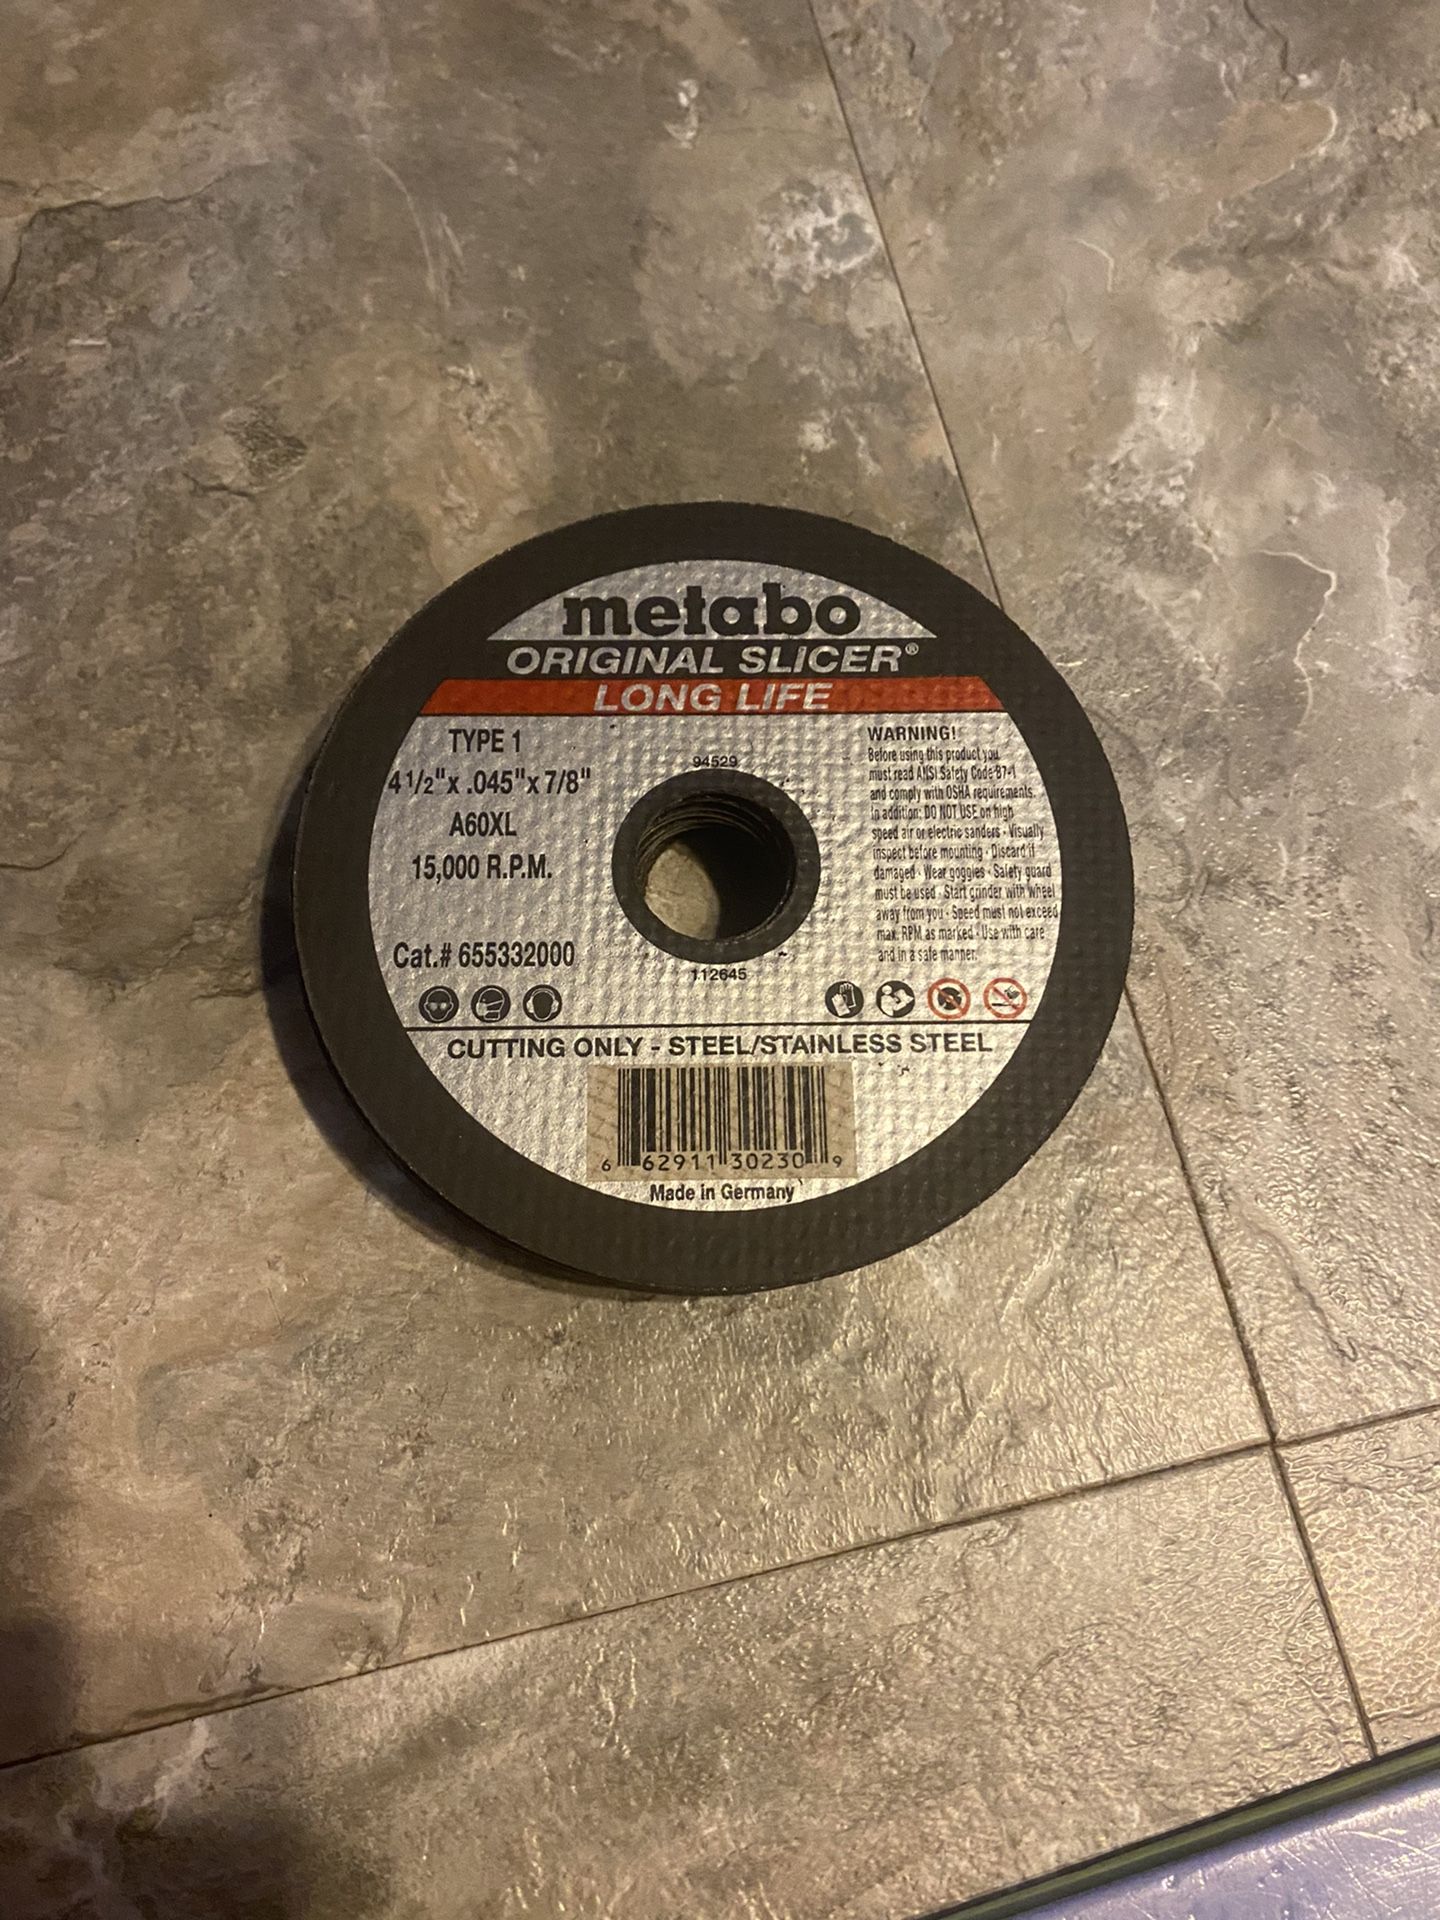 metabo
ORIGINAL SLICER®
LONG LIFE
TYPE 1
4 1/2" x .045" x 7/8"
A60XL
15,000 R.P.M.
Cat.# 655332000
94529
112645
WARNING!
Before using this product you
must read ANSI Safety Code B7-1
and comply with OSHA requirements.
In addition: DO NOT USE on high
speed air or electric sanders · Visually
inspect before mounting · Discard if
damaged · Wear goggles · Safety guard
must be used · Start grinder with wheel
away from you · Speed must not exceed
max. RPM as marked · Use with care
and in a safe manner.
CUTTING ONLY - STEEL/STAINLESS STEEL
6 62911 30230 9
Made in Germany